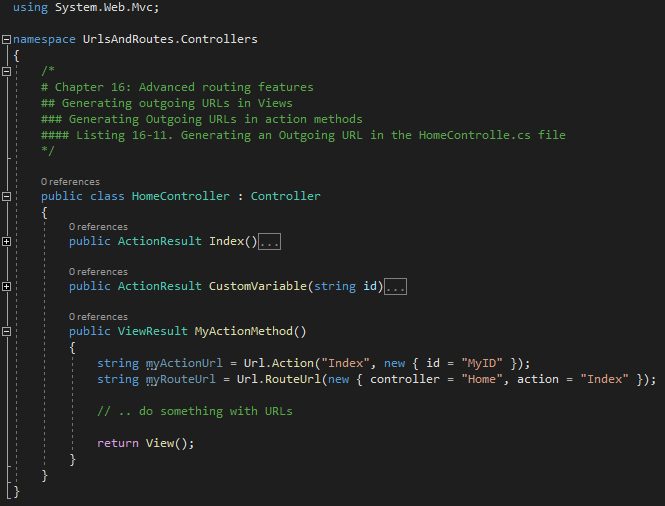 using System.Web.Mvc;
namespace UrlsAndRoutes.Controllers
{
/*
# Chapter 16: Advanced routing features
## Generating outgoing URLs in Views
### Generating Outgoing URLs in action methods
#### Listing 16-11. Generating an Outgoing URL in the HomeControlle.cs file
*/
0 references
public class HomeController : Controller
{
0 references
public ActionResult Index()...
0 references
public ActionResult CustomVariable(string id)...
0 references
public ViewResult MyActionMethod()
{
string myActionUrl = Url.Action("Index", new { id = "MyID" });
string myRouteUrl = Url.RouteUrl(new { controller = "Home", action = "Index" });
// .. do something with URLs
return View();
}
}
}